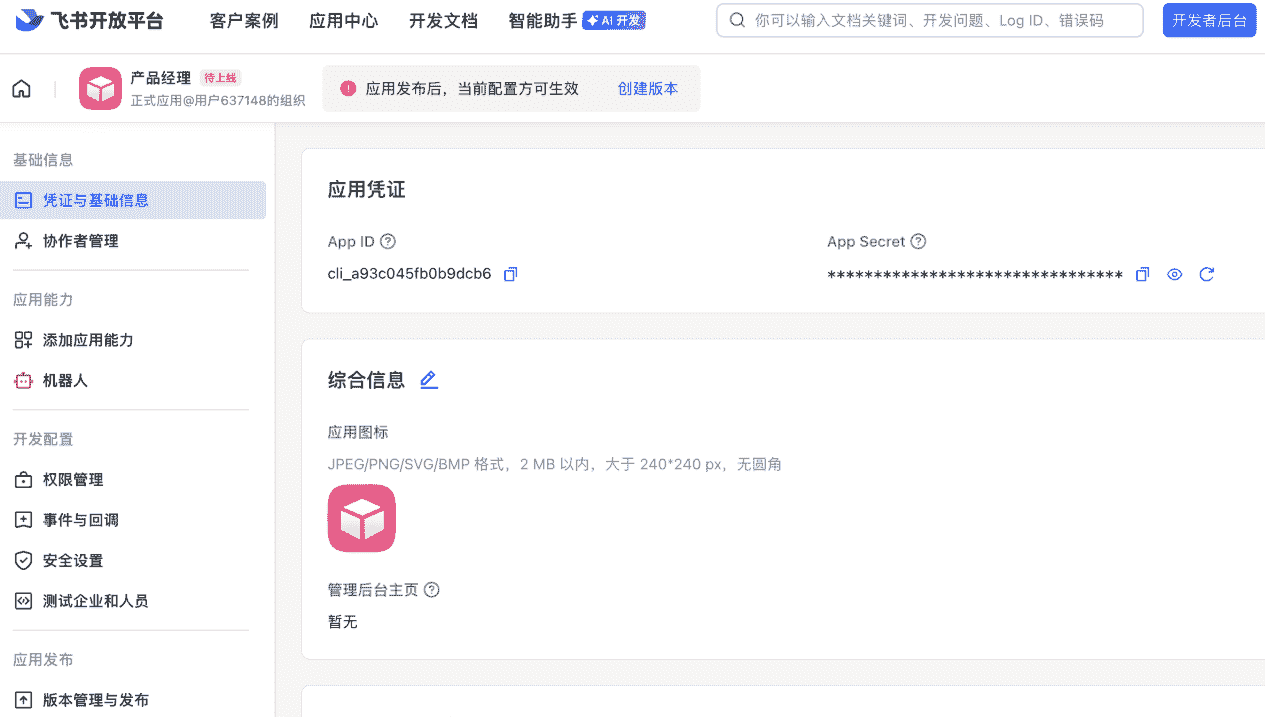 飞书开放平台 客户案例 应用中心 开发文档 智能助手 AI 开发 你可以输入文档关键词、开发问题、Log ID、错误码 开发者后台
产品经理 待上线
正式应用@用户637148的组织
应用发布后，当前配置方可生效 创建版本
基础信息
凭证与基础信息
协作者管理
应用能力
添加应用能力
机器人
开发配置
权限管理
事件与回调
安全设置
测试企业和人员
应用发布
版本管理与发布
应用凭证
App ID App Secret
cli_a93c045fb0b9dcb6 ********************************
综合信息
应用图标
JPEG/PNG/SVG/BMP 格式，2 MB 以内，大于 240*240 px，无圆角
管理后台主页
暂无